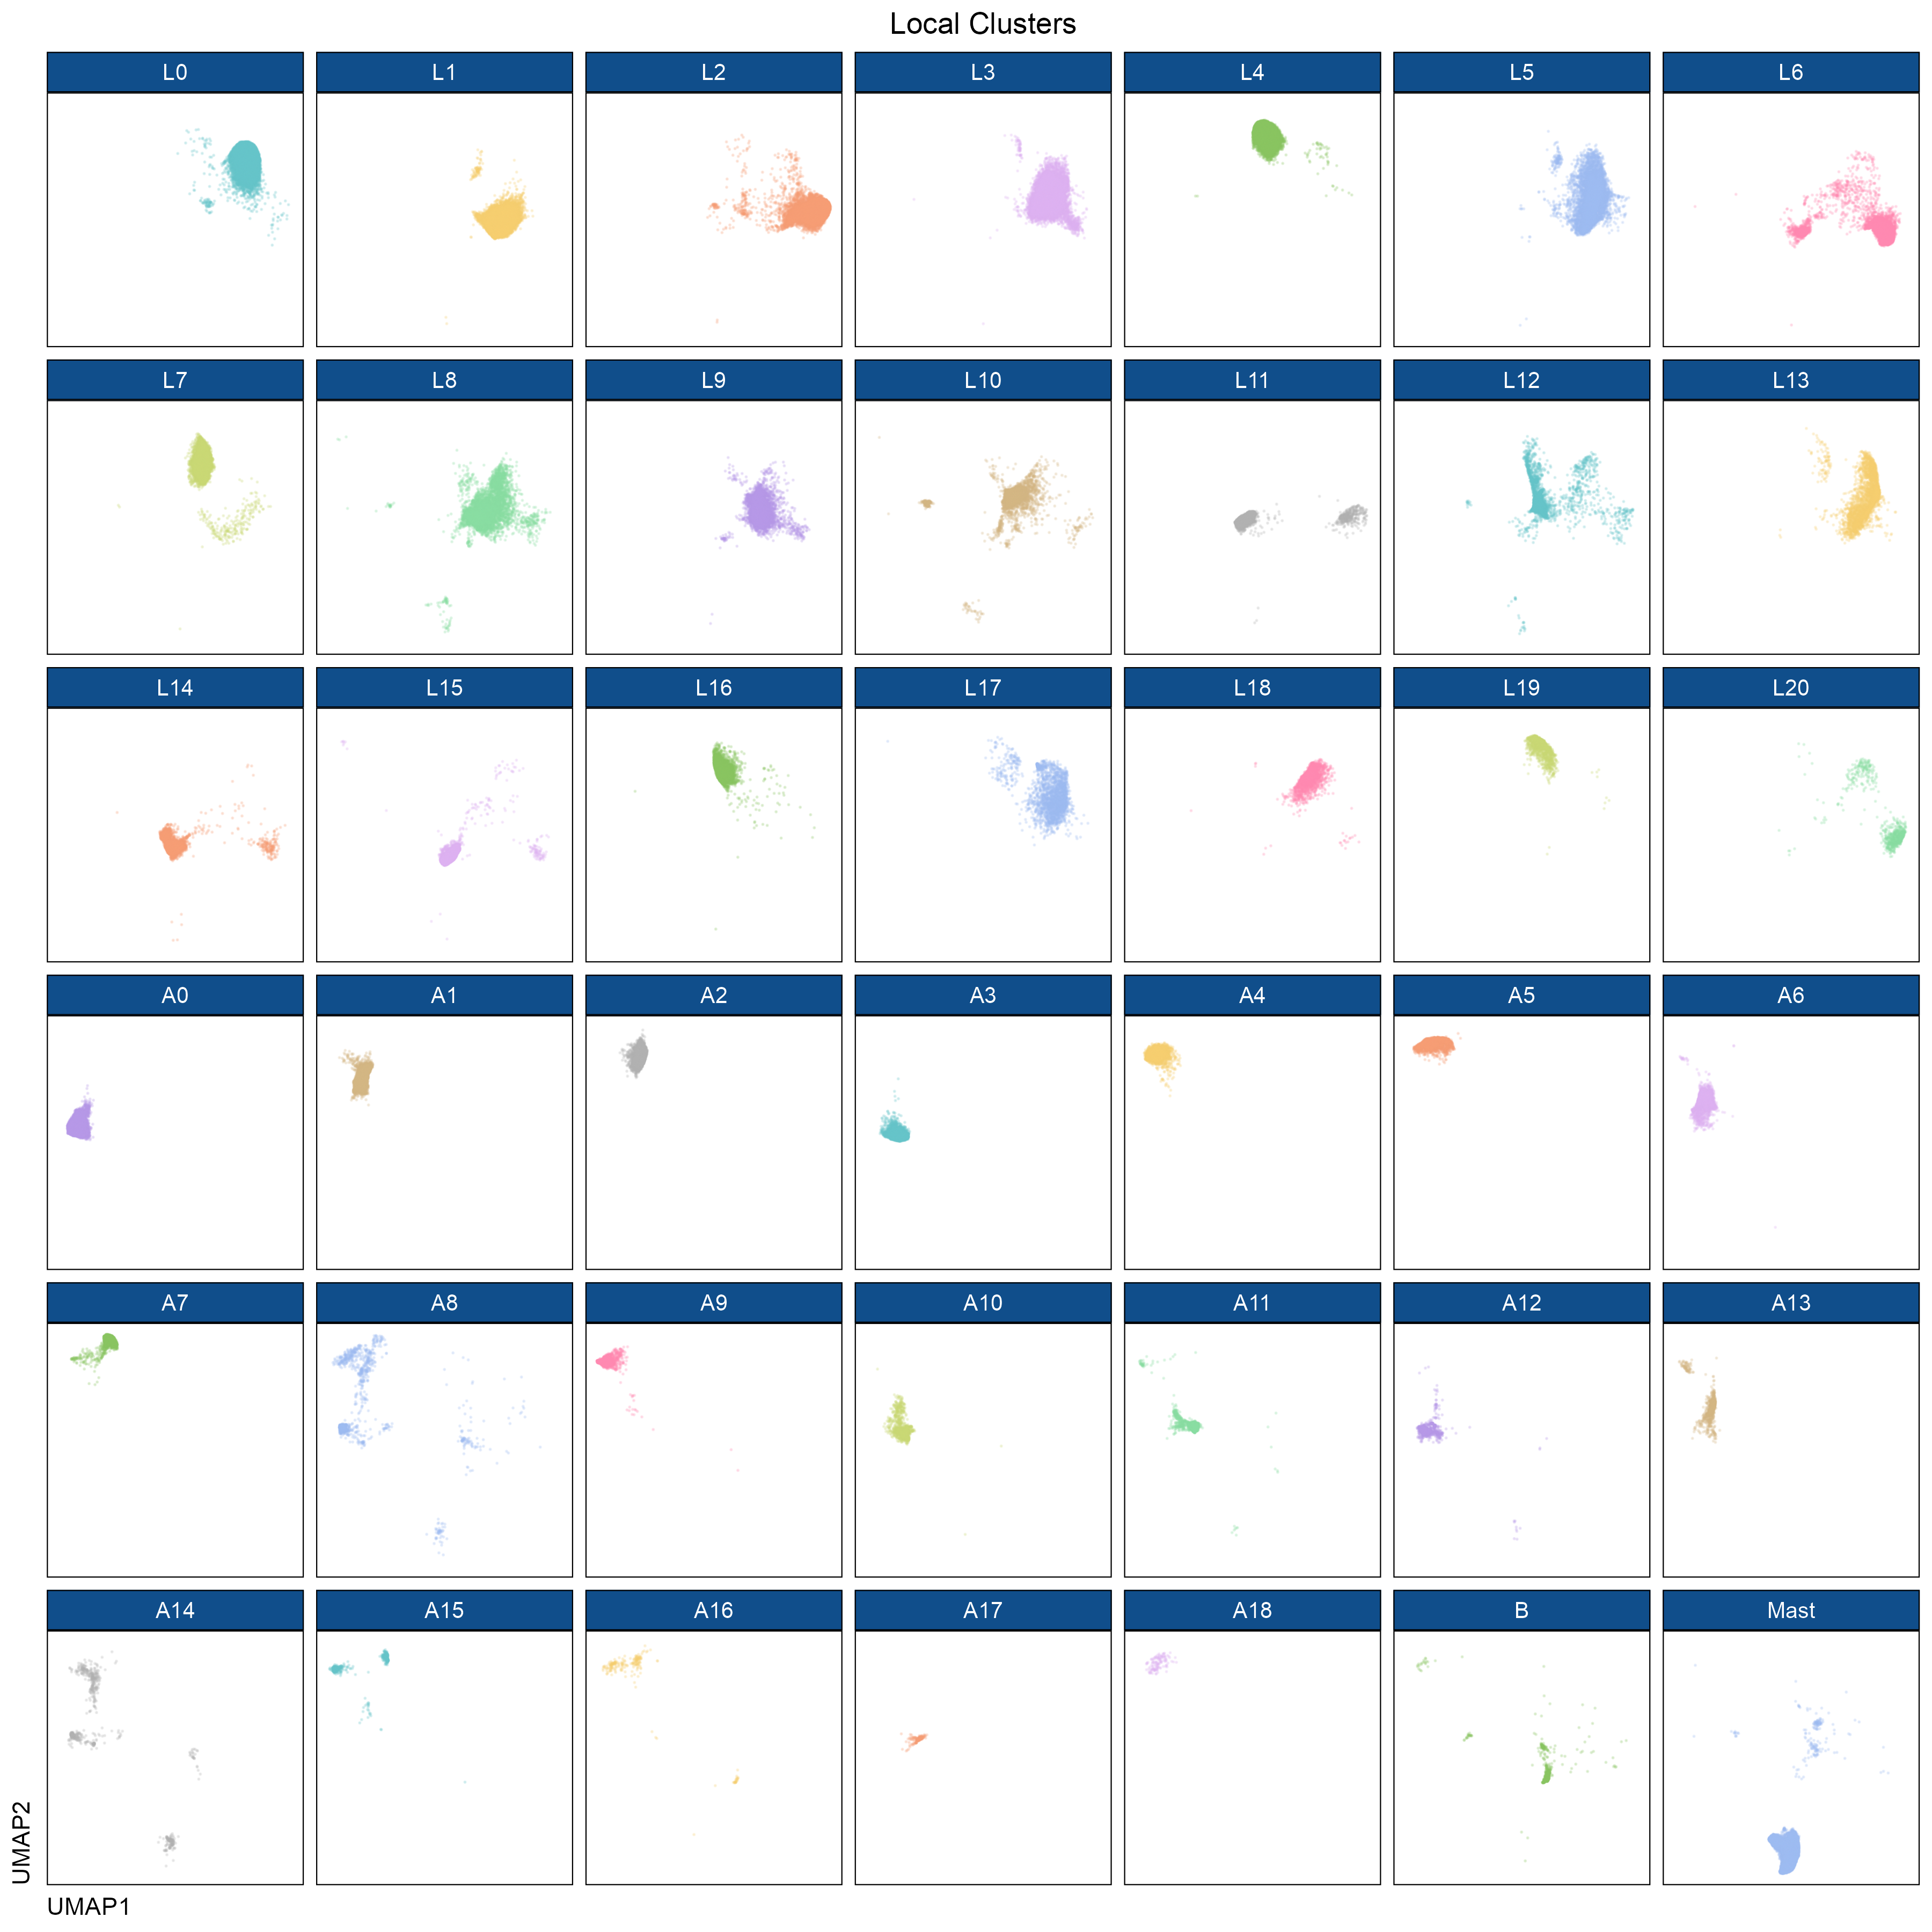 Local Clusters
L0 L1 L2 L3 L4 L5 L6
L7 L8 L9 L10 L11 L12 L13
L14 L15 L16 L17 L18 L19 L20
A0 A1 A2 A3 A4 A5 A6
A7 A8 A9 A10 A11 A12 A13
A14 A15 A16 A17 A18 B Mast
UMAP2
UMAP1